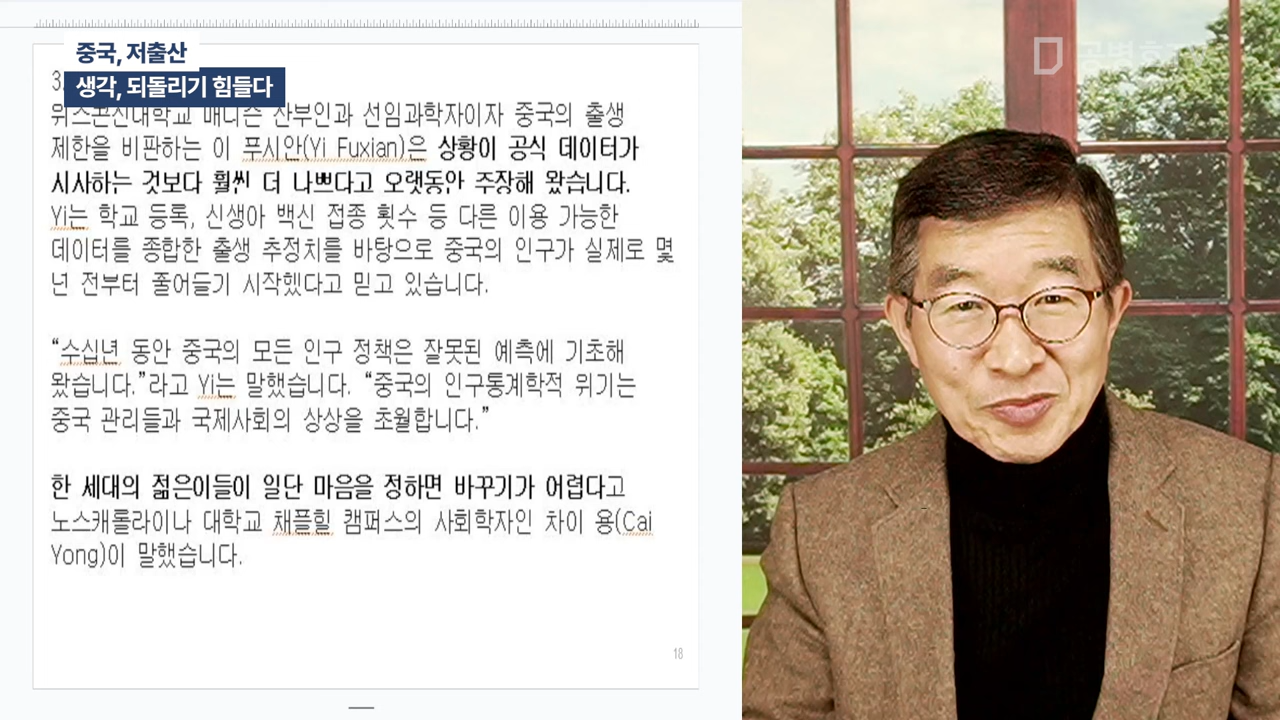 중국, 저출산
생각, 되돌리기 힘들다
3
위스콘신대학교 매디슨 산부인과 선임과학자이자 중국의 출생
제한을 비판하는 이 푸시안(Yi Fuxian)은 상황이 공식 데이터가
시사하는 것보다 훨씬 더 나쁘다고 오랫동안 주장해 왔습니다.
Yi는 학교 등록, 신생아 백신 접종 횟수 등 다른 이용 가능한
데이터를 종합한 출생 추정치를 바탕으로 중국의 인구가 실제로 몇
년 전부터 줄어들기 시작했다고 믿고 있습니다.
“수십년 동안 중국의 모든 인구 정책은 잘못된 예측에 기초해
왔습니다.”라고 Yi는 말했습니다. “중국의 인구통계학적 위기는
중국 관리들과 국제사회의 상상을 초월합니다.”
한 세대의 젊은이들이 일단 마음을 정하면 바꾸기가 어렵다고
노스캐롤라이나 대학교 채플힐 캠퍼스의 사회학자인 차이 용(Cai
Yong)이 말했습니다.
18
공병호TV